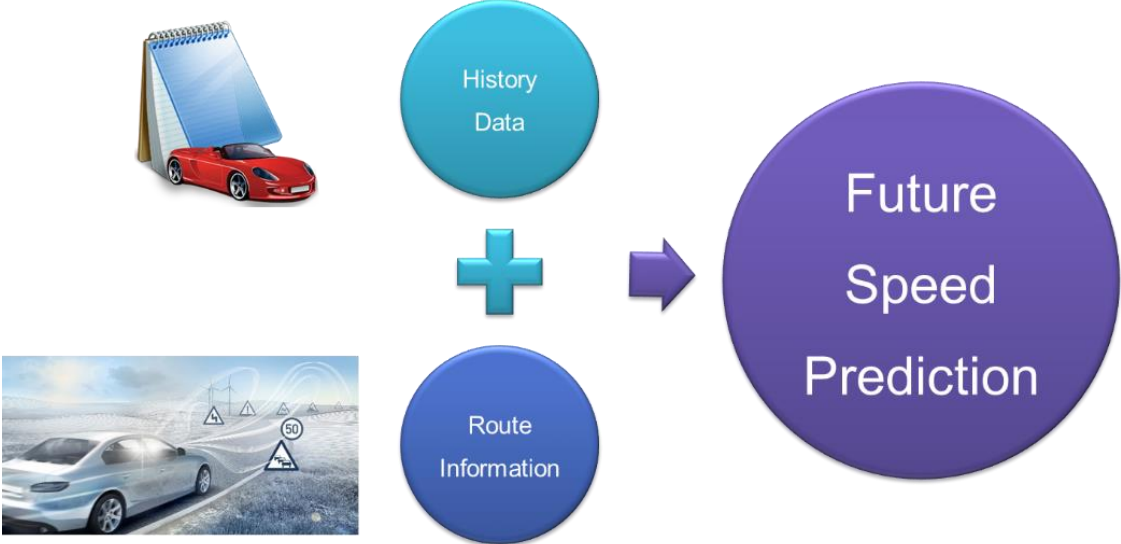 History
Data
Future
Speed
Prediction
50
Route
Information